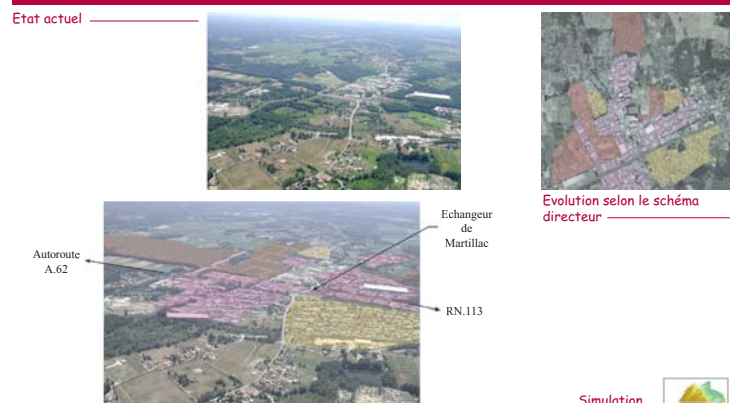 Etat actuel
Evolution selon le schéma
directeur
Echangeur
de
Martillac
Autoroute
A.62
RN.113
Simulation